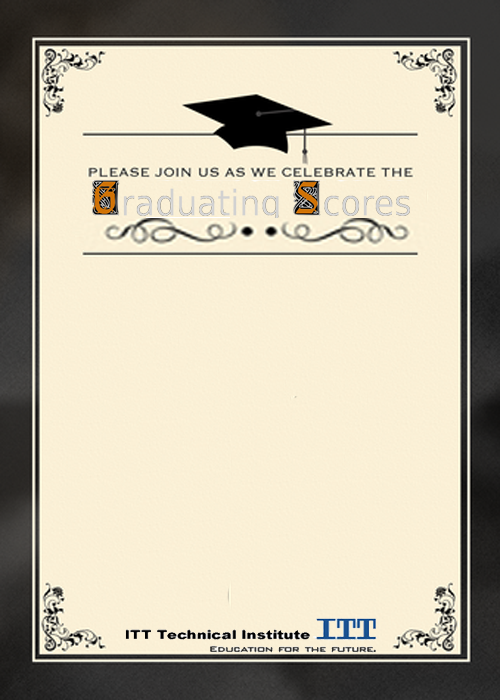 PLEASE JOIN US AS WE CELEBRATE THE
Graduating Scores
ITT Technical Institute ITT
EDUCATION FOR THE FUTURE.